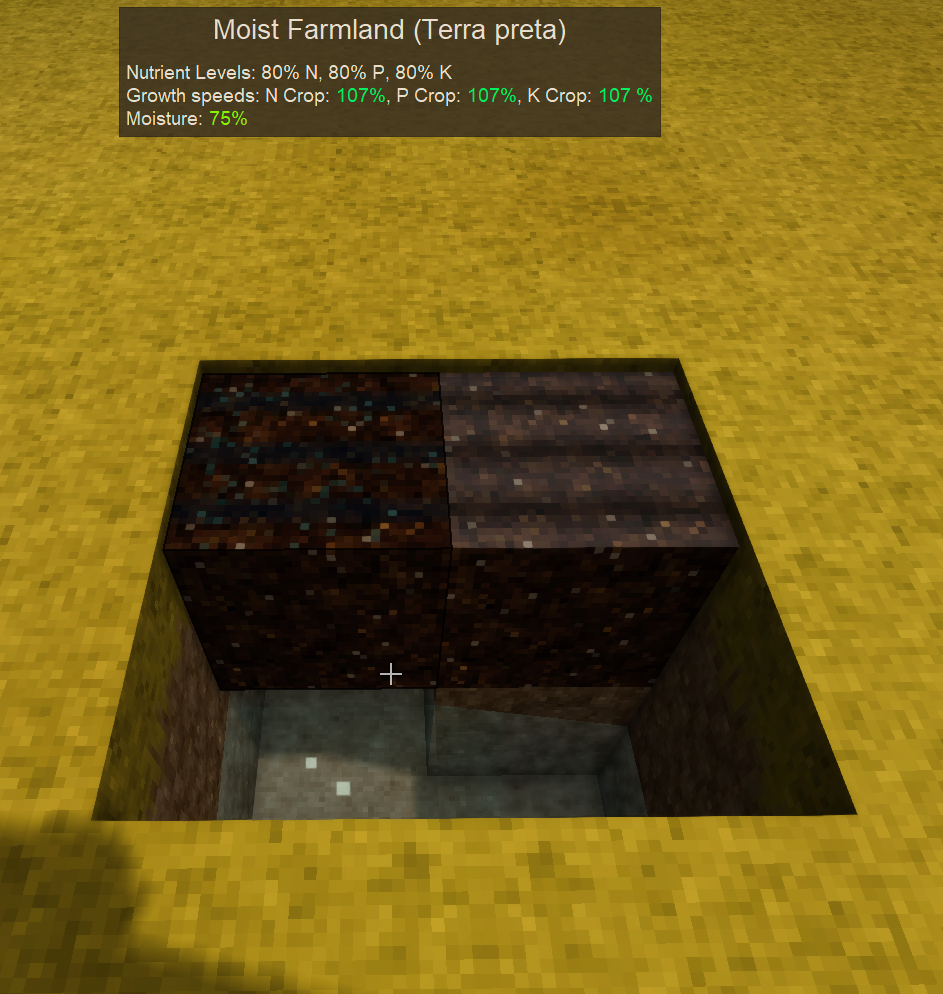 Moist Farmland (Terra preta)
Nutrient Levels: 80% N, 80% P, 80% K
Growth speeds: N Crop: 107%, P Crop: 107%, K Crop: 107 %
Moisture: 75%